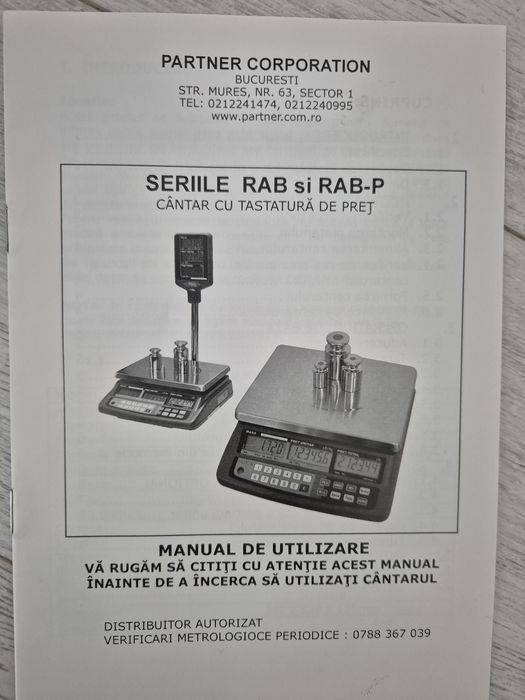 PARTNER CORPORATION
BUCURESTI
STR. MURES, NR. 63, SECTOR 1
TEL: 0212241474, 0212240995
www.partner.com.ro
SERIILE RAB si RAB-P
CÂNTAR CU TASTATURĂ DE PREŢ
MANUAL DE UTILIZARE
VĂ RUGĂM SĂ CITIŢI CU ATENŢIE ACEST MANUAL
ÎNAINTE DE A ÎNCERCA SĂ UTILIZAŢI CÂNTARUL
DISTRIBUITOR AUTORIZAT
VERIFICARI METROLOGIOCE PERIODICE : 0788 367 039